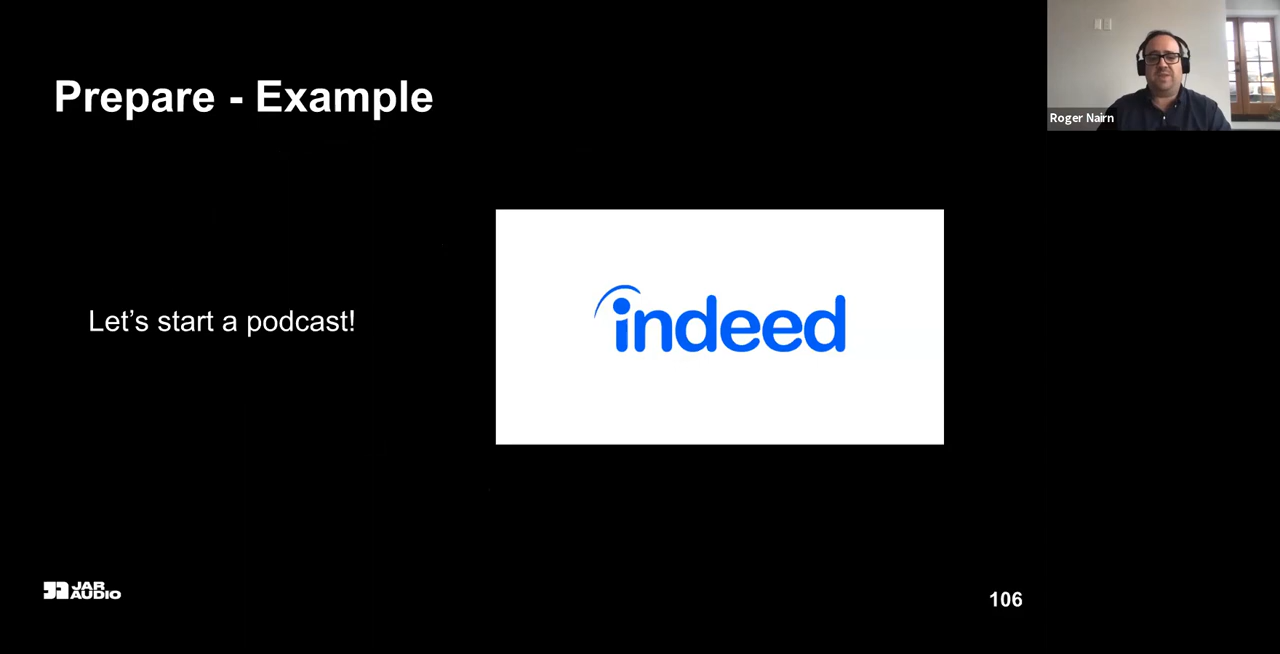 Prepare - Example
Roger Nairn
Let’s start a podcast!
indeed
JAR
AUDIO
106